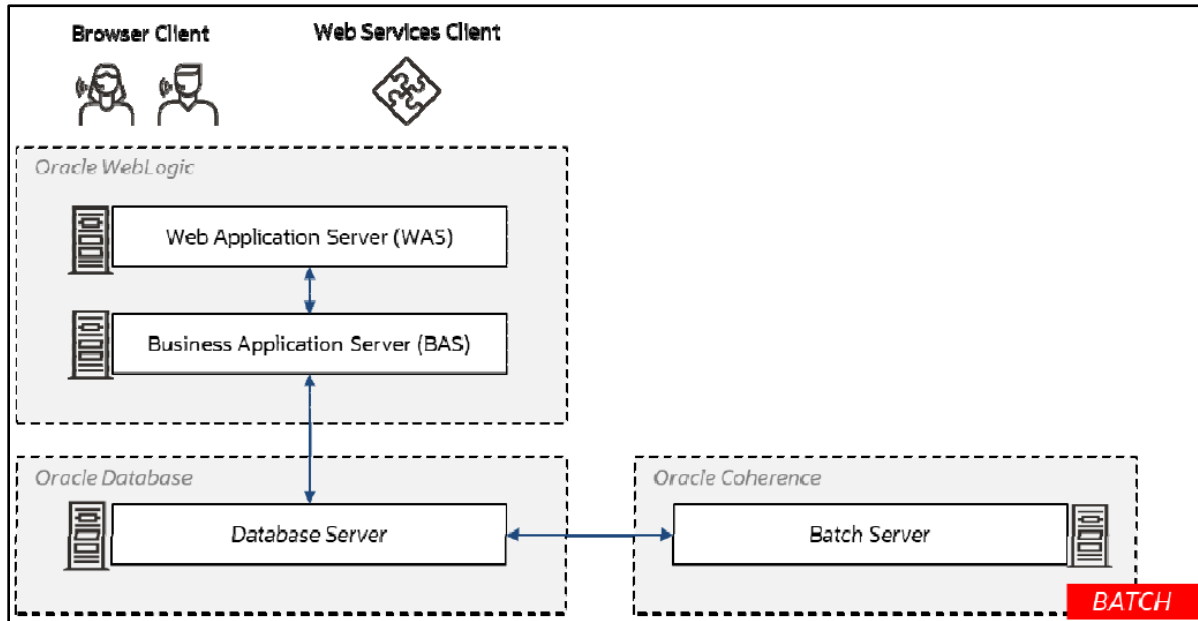 Browser Client
Web Services Client
Oracle WebLogic
Web Application Server (WAS)
Business Application Server (BAS)
Oracle Database
Database Server
Oracle Coherence
Batch Server
BATCH